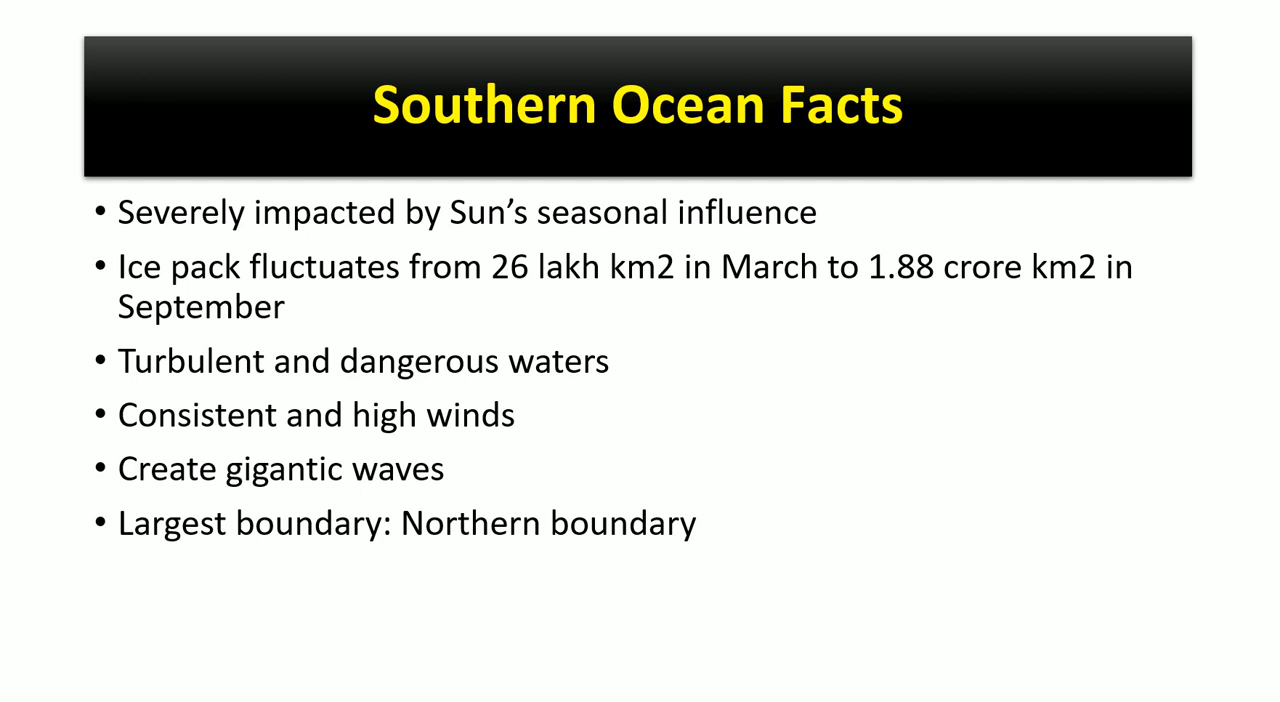 Southern Ocean Facts
• Severely impacted by Sun’s seasonal influence
• Ice pack fluctuates from 26 lakh km2 in March to 1.88 crore km2 in
September
• Turbulent and dangerous waters
• Consistent and high winds
• Create gigantic waves
• Largest boundary: Northern boundary